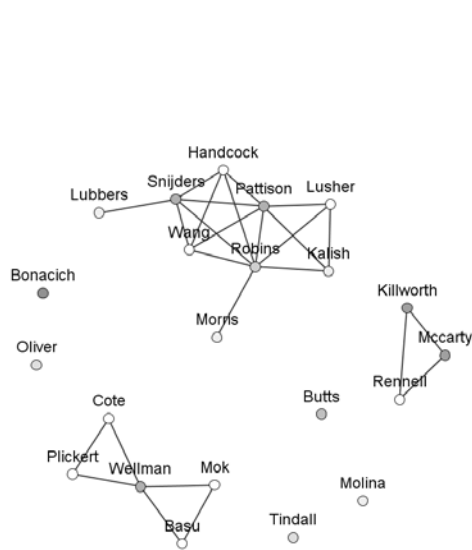 Handcock
Snijders
Pattison
Lusher
Lubbers
Wang
Robins
Kalish
Bonacich
Killworth
Morris
Mccarty
Oliver
Rennell
Butts
Cote
Plickert
Wellman
Mok
Molina
Basu
Tindall